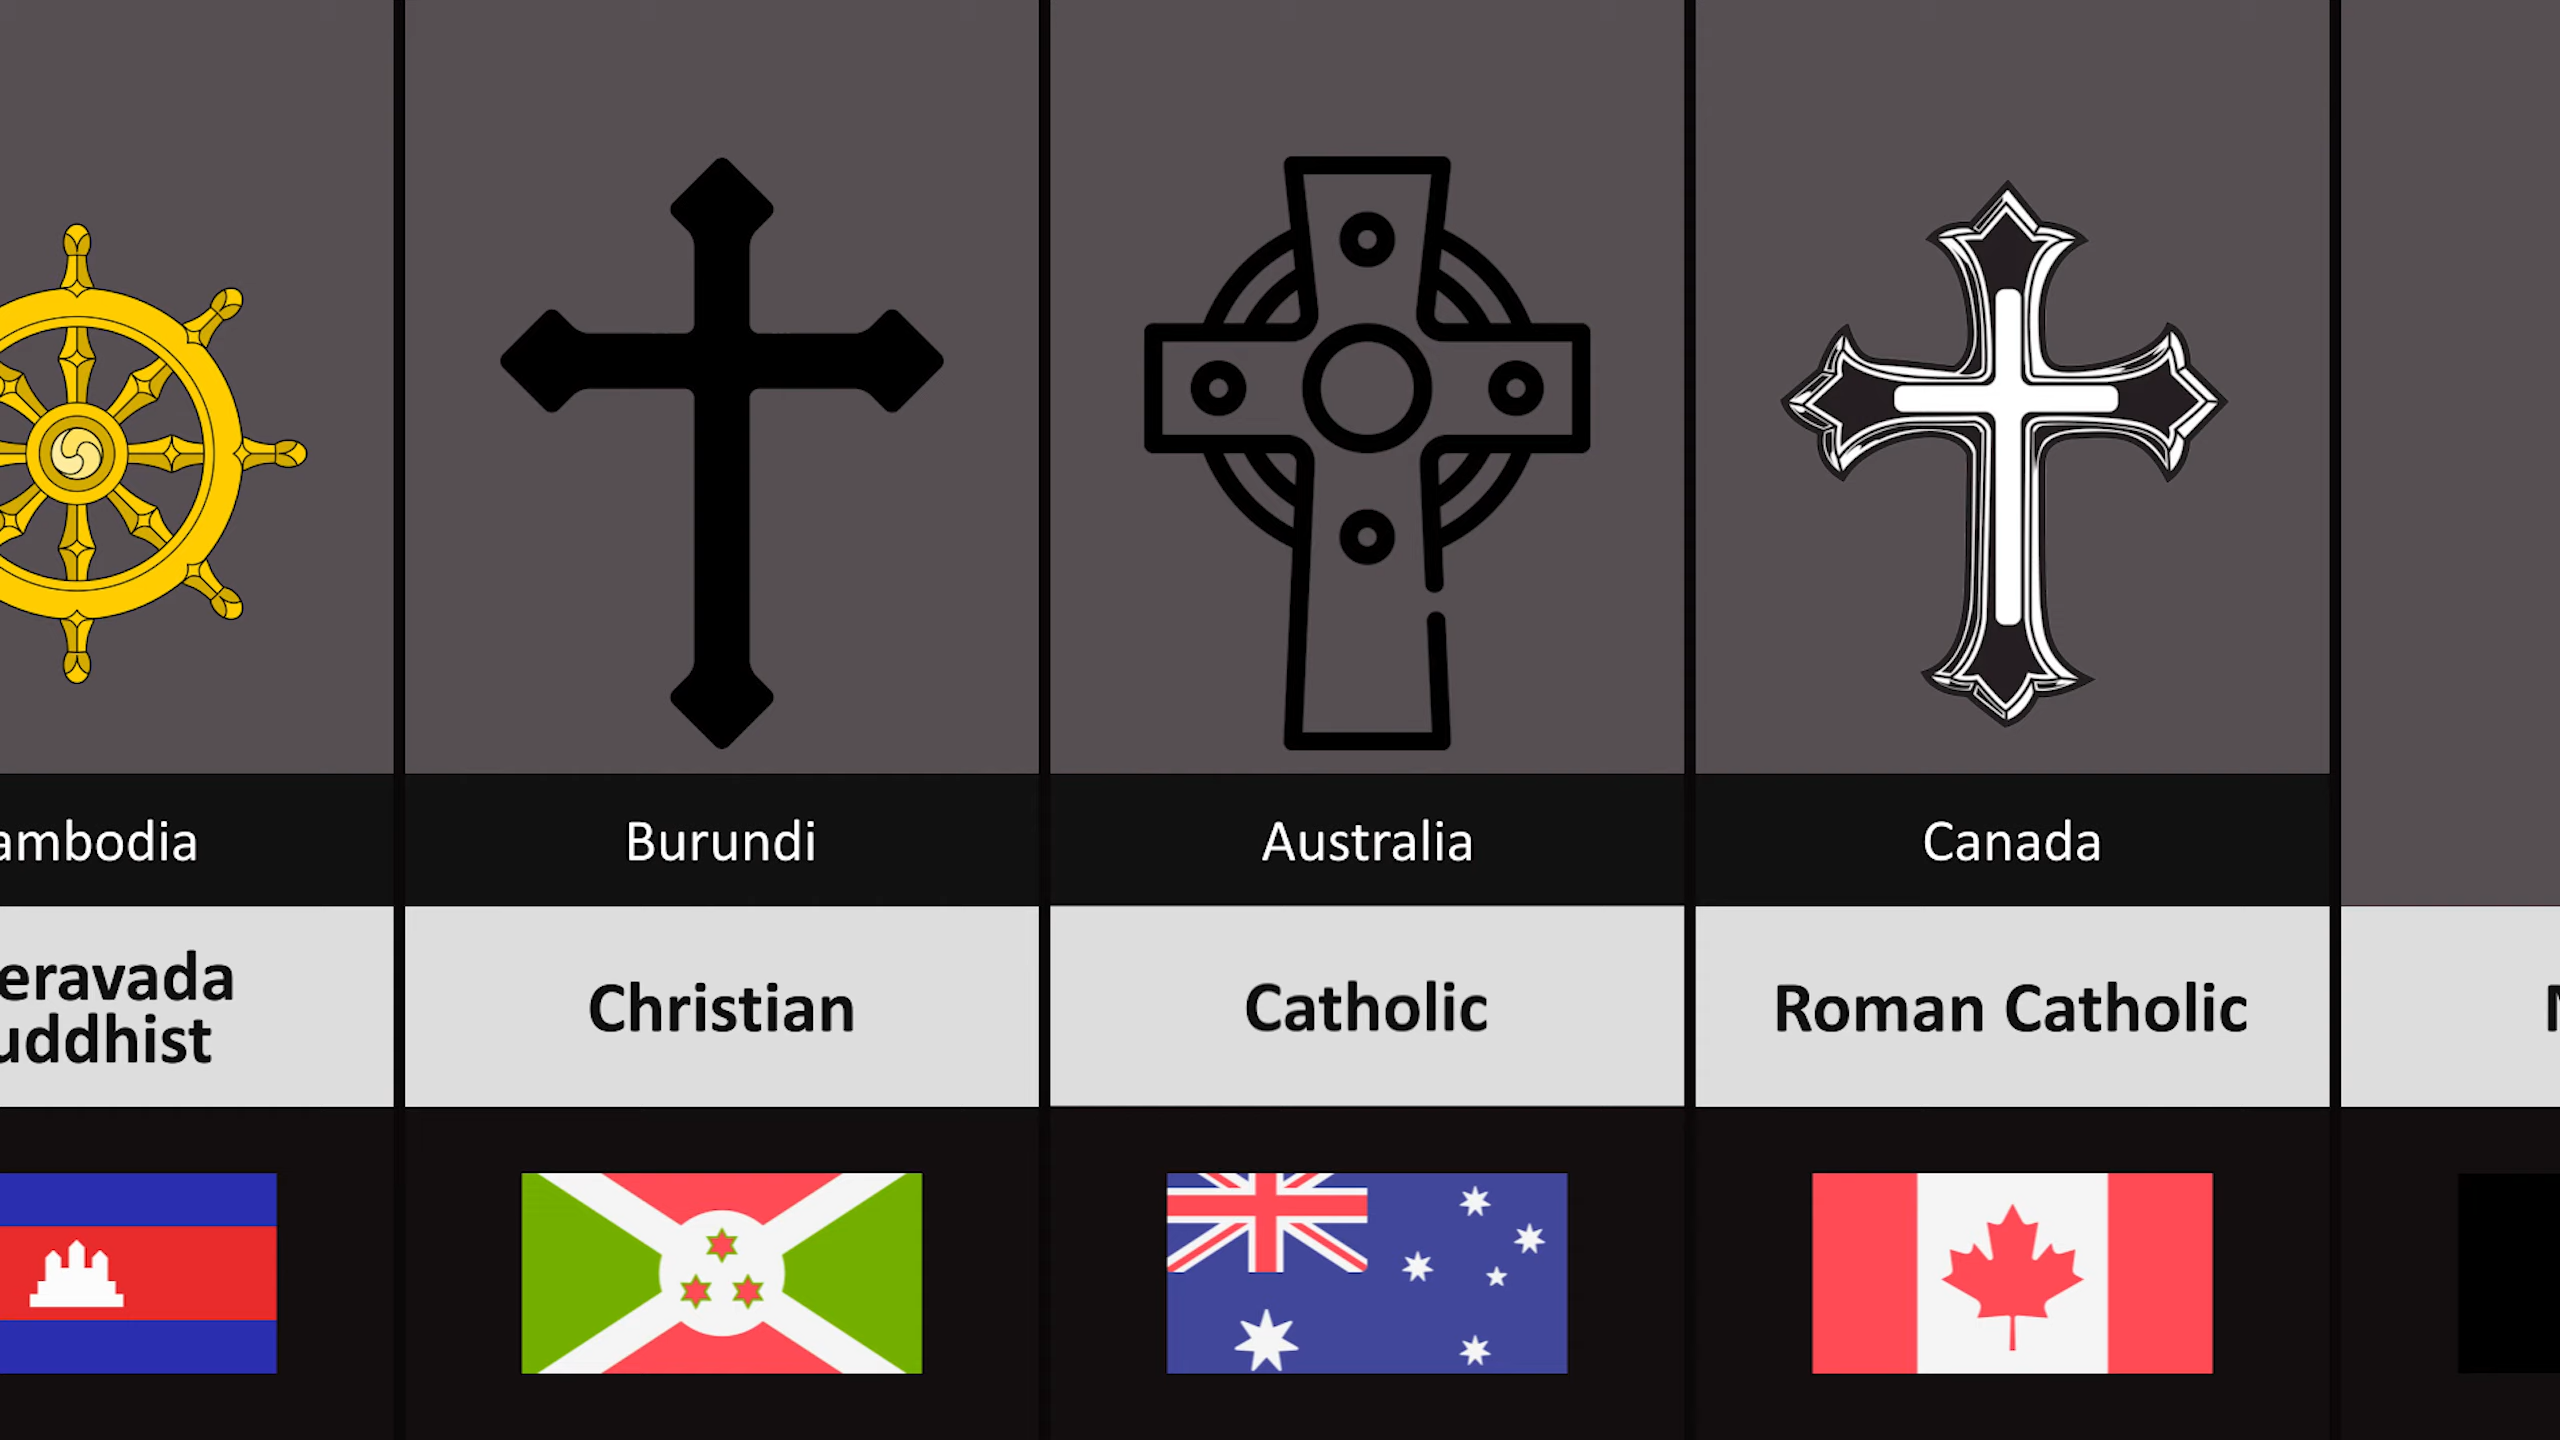 ambodia
Burundi
Australia
Canada
eravada
uddhist
Christian
Catholic
Roman Catholic